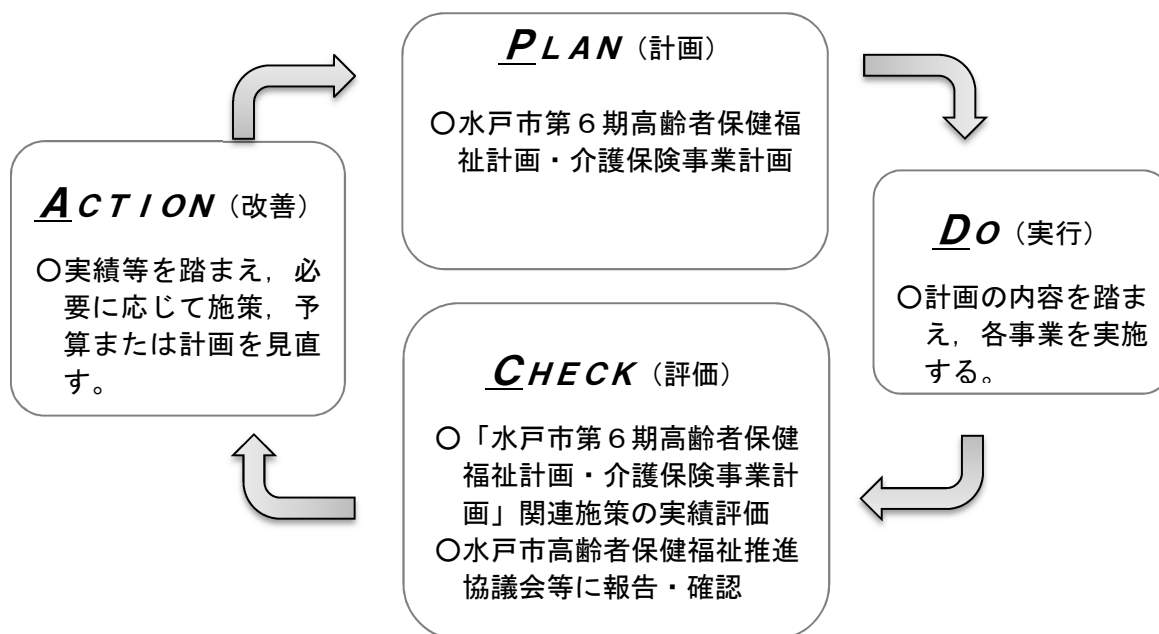 PLAN（計画）
○水戸市第６期高齢者保健福
祉計画・介護保険事業計画
DO（実行）
○計画の内容を踏ま
え，各事業を実施
する。
CHECK（評価）
○「水戸市第６期高齢者保健
福祉計画・介護保険事業計
画」関連施策の実績評価
○水戸市高齢者保健福祉推進
協議会等に報告・確認
ACTION（改善）
○実績等を踏まえ，必
要に応じて施策，予
算または計画を見直
す。